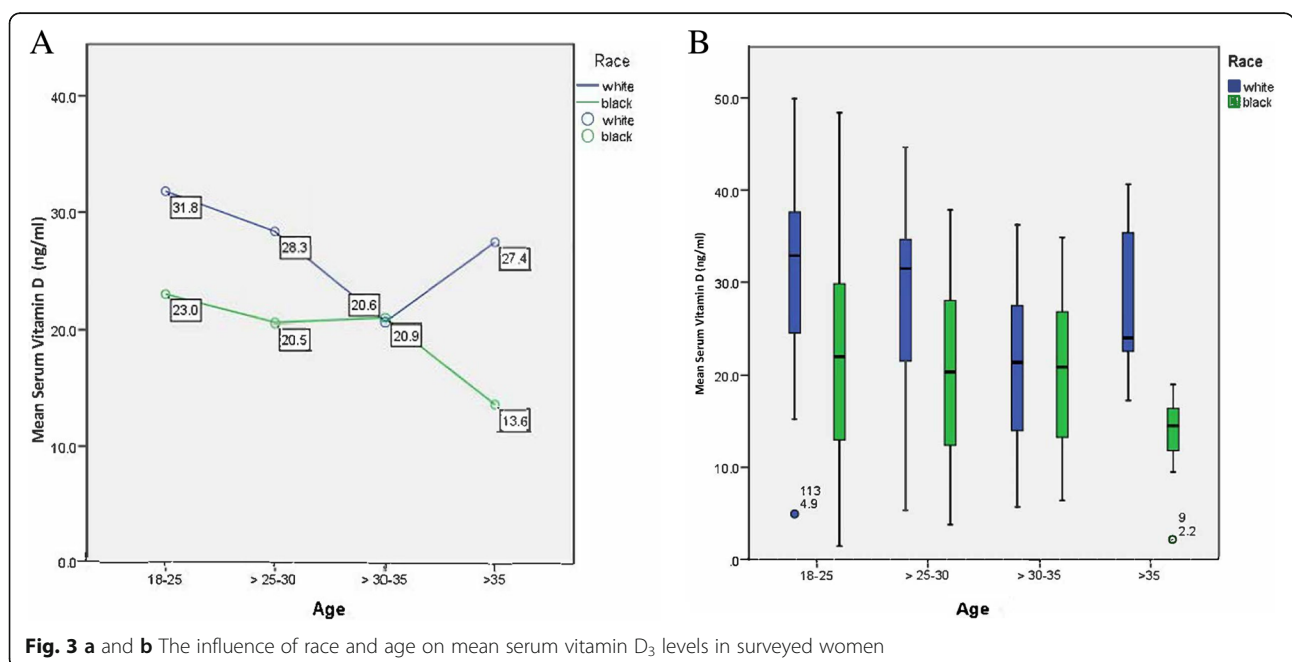 A
Race
white
black
white
black
40.0
30.0
20.0
10.0
0.0
Mean Serum Vitamin D (ng/ml)
31.8
28.3
20.6
27.4
23.0
20.5
20.9
13.6
18-25
> 25-30
> 30-35
>35
Age
B
Race
white
black
50.0
40.0
30.0
20.0
10.0
.0
Mean Serum Vitamin D (ng/ml)
113
4.9
9
2.2
18-25
> 25-30
> 30-35
>35
Age
Fig. 3 a and b The influence of race and age on mean serum vitamin D₃ levels in surveyed women